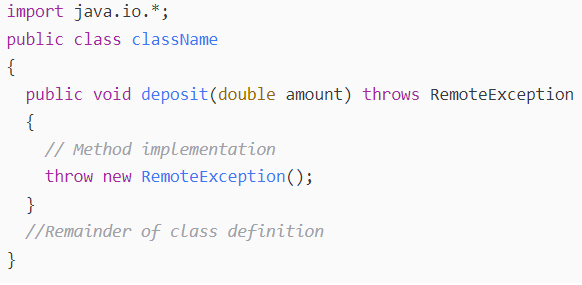 import java.io.*;
public class className
{
  public void deposit(double amount) throws RemoteException
  {
    // Method implementation
    throw new RemoteException();
  }
  //Remainder of class definition
}